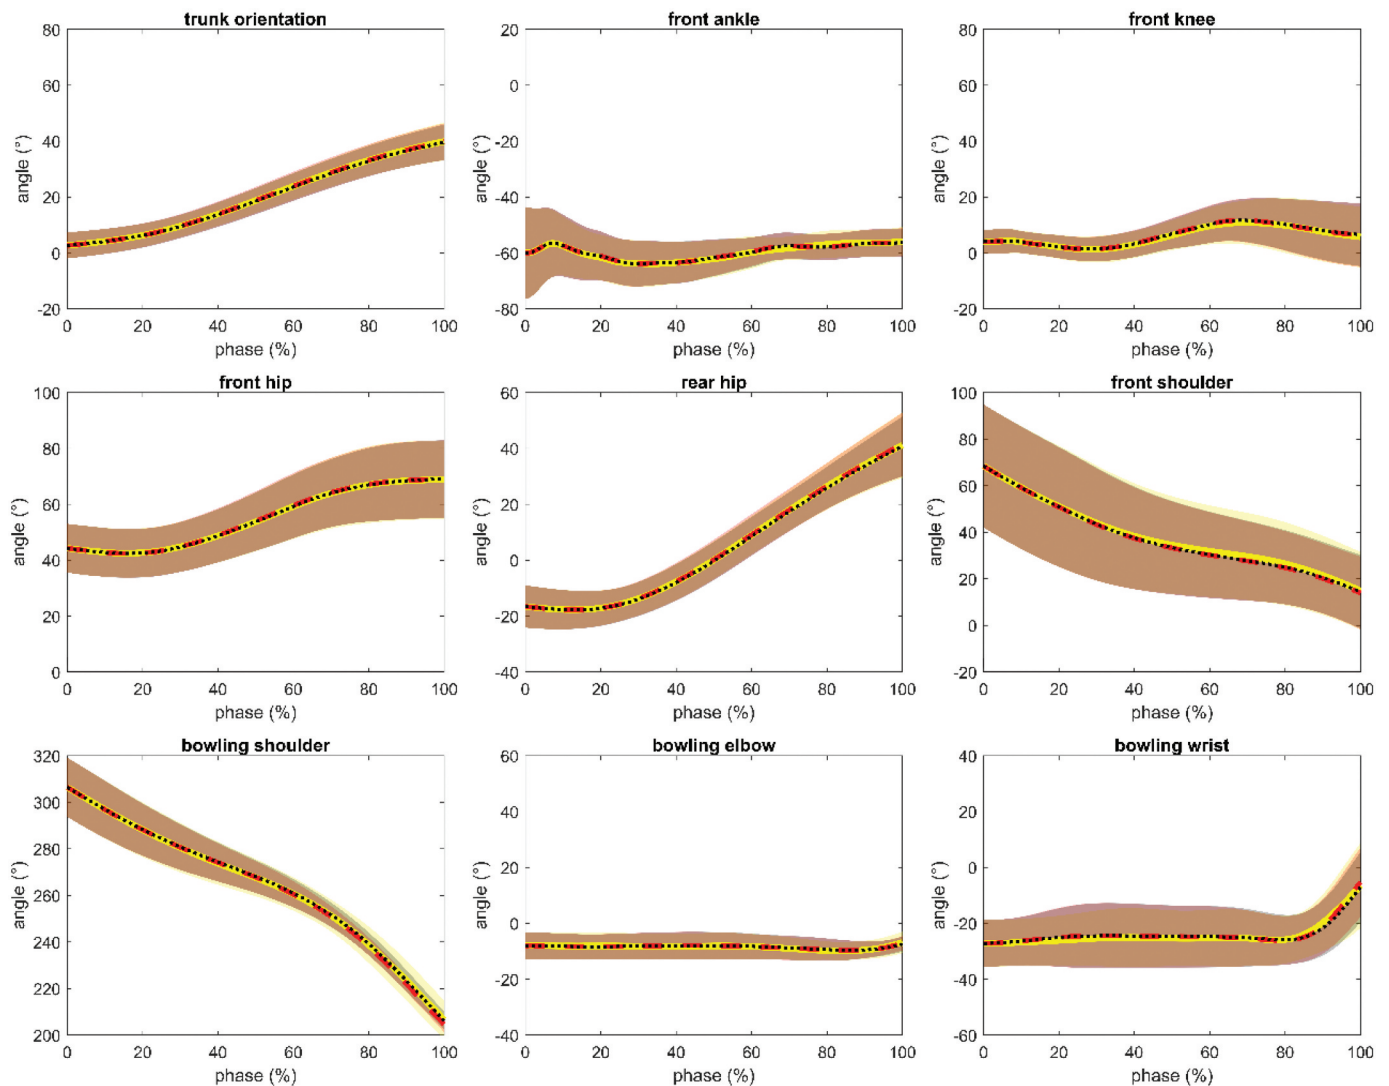 trunk orientation
80
60
40
20
0
-20
angle (°)
0 20 40 60 80 100
phase (%)
front ankle
20
0
-20
-40
-60
-80
angle (°)
0 20 40 60 80 100
phase (%)
front knee
80
60
40
20
0
-20
angle (°)
0 20 40 60 80 100
phase (%)
front hip
100
80
60
40
20
0
angle (°)
0 20 40 60 80 100
phase (%)
rear hip
60
40
20
0
-20
-40
angle (°)
0 20 40 60 80 100
phase (%)
front shoulder
100
80
60
40
20
0
-20
angle (°)
0 20 40 60 80 100
phase (%)
bowling shoulder
320
300
280
260
240
220
200
angle (°)
0 20 40 60 80 100
phase (%)
bowling elbow
60
40
20
0
-20
-40
angle (°)
0 20 40 60 80 100
phase (%)
bowling wrist
40
20
0
-20
-40
-60
angle (°)
0 20 40 60 80 100
phase (%)